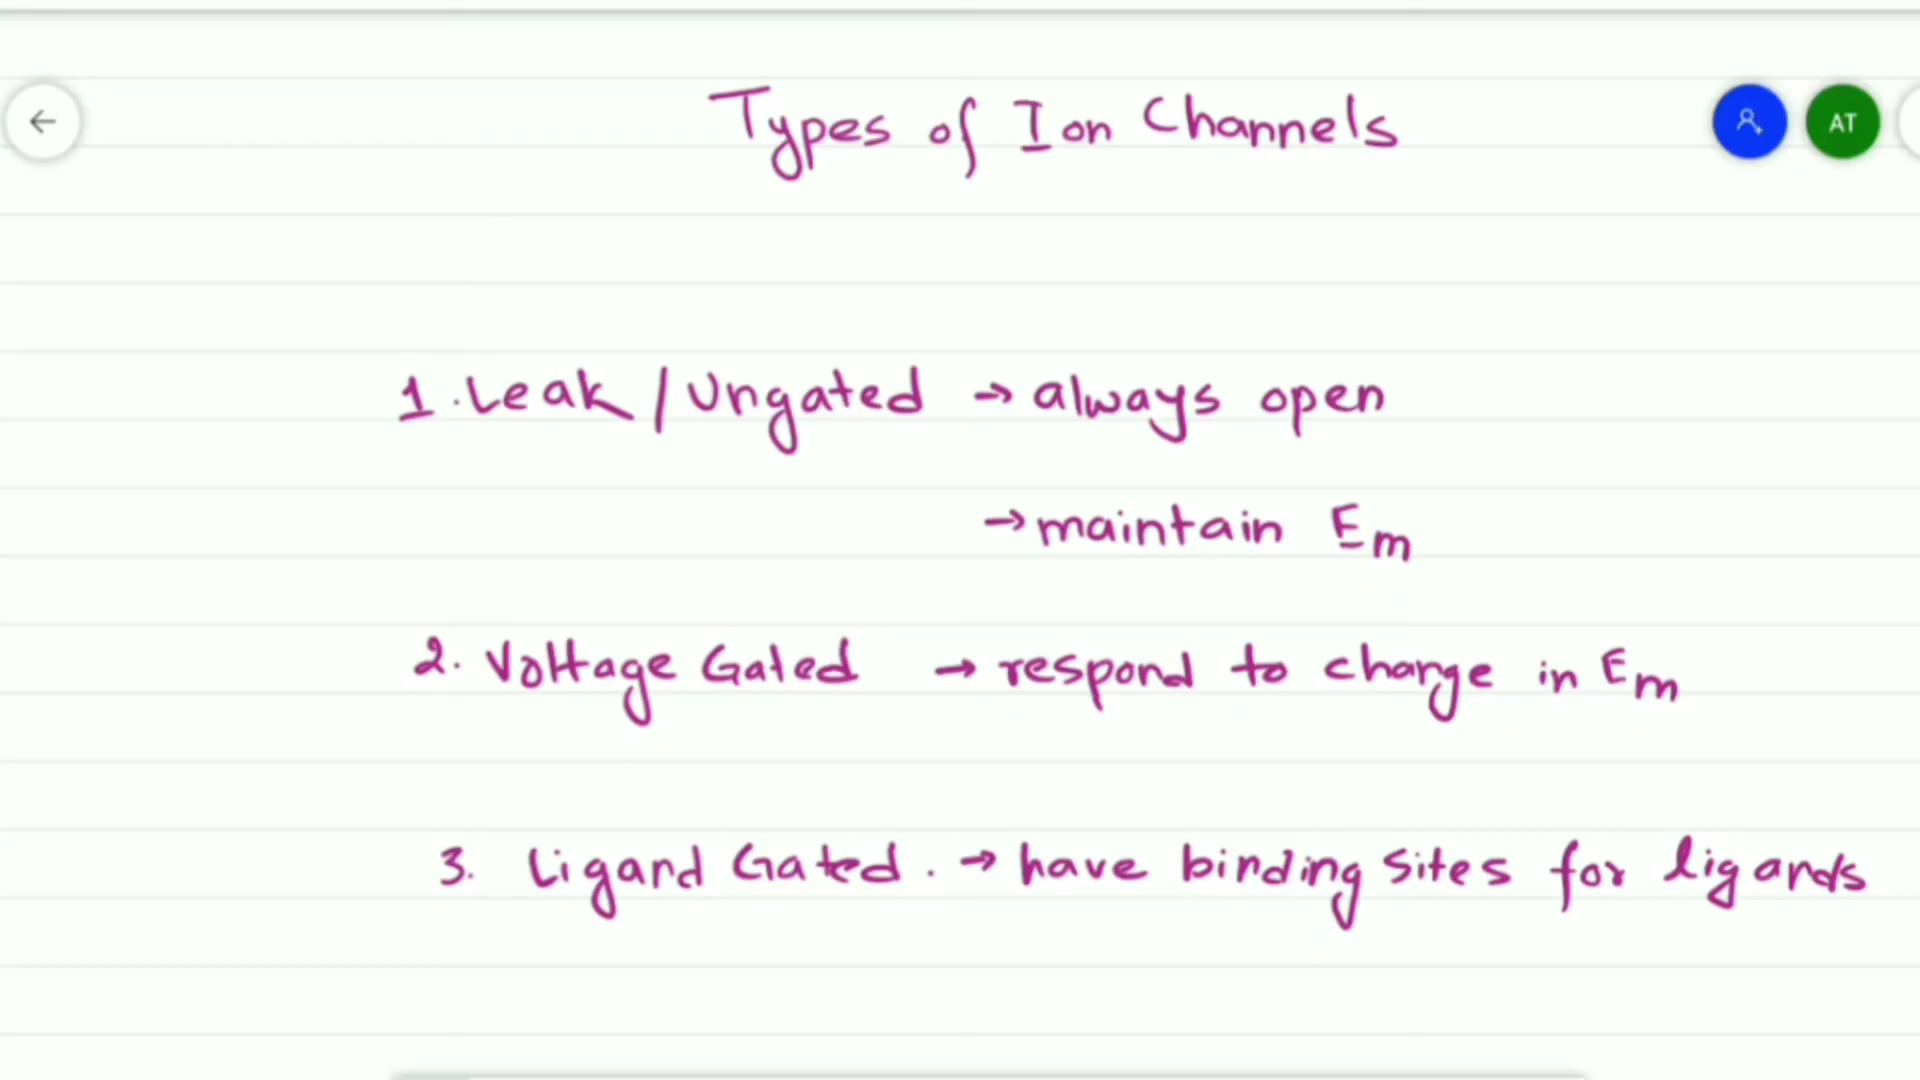 Types of Ion Channels
AT
1. Leak / Ungated → always open
→ maintain Em
2. Voltage Gated → respond to change in Em
3. Ligand Gated. → have binding sites for ligands